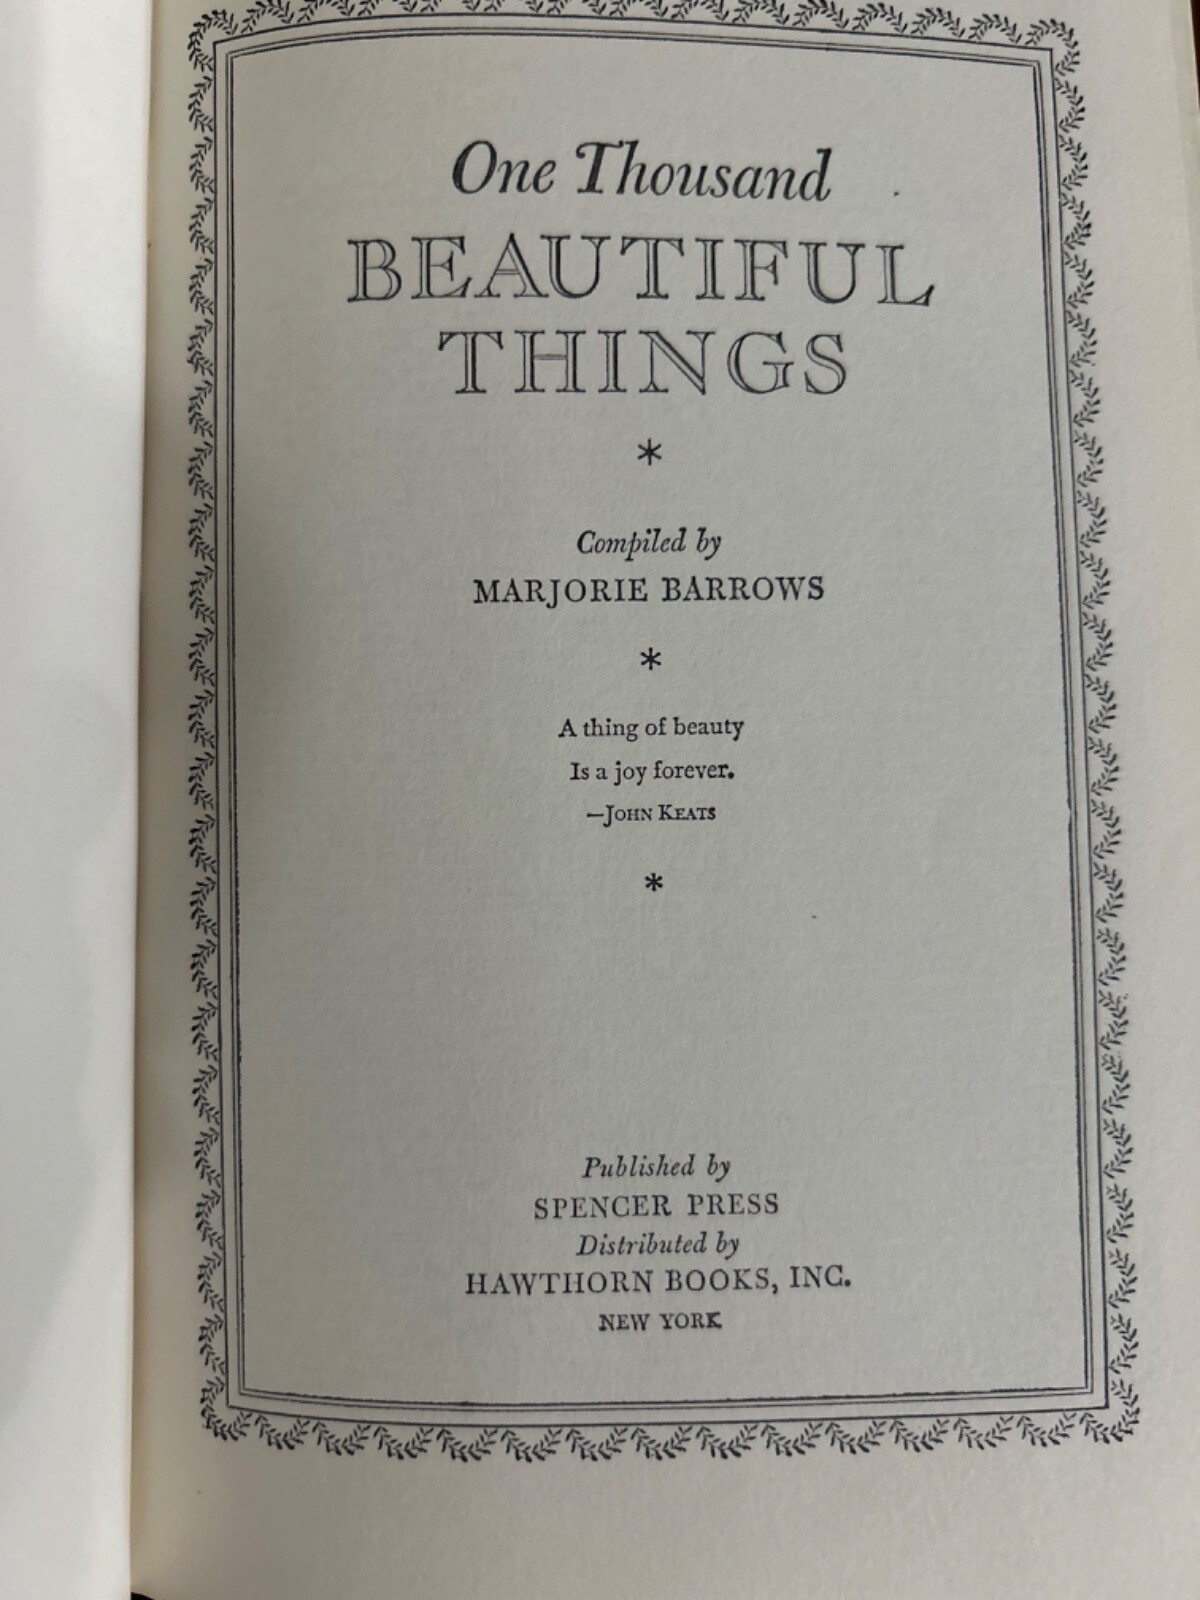 One Thousand
BEAUTIFUL
THINGS
*
Compiled by
MARJORIE BARROWS
*
A thing of beauty
Is a joy forever.
—JOHN KEATS
*
Published by
SPENCER PRESS
Distributed by
HAWTHORN BOOKS, INC.
NEW YORK